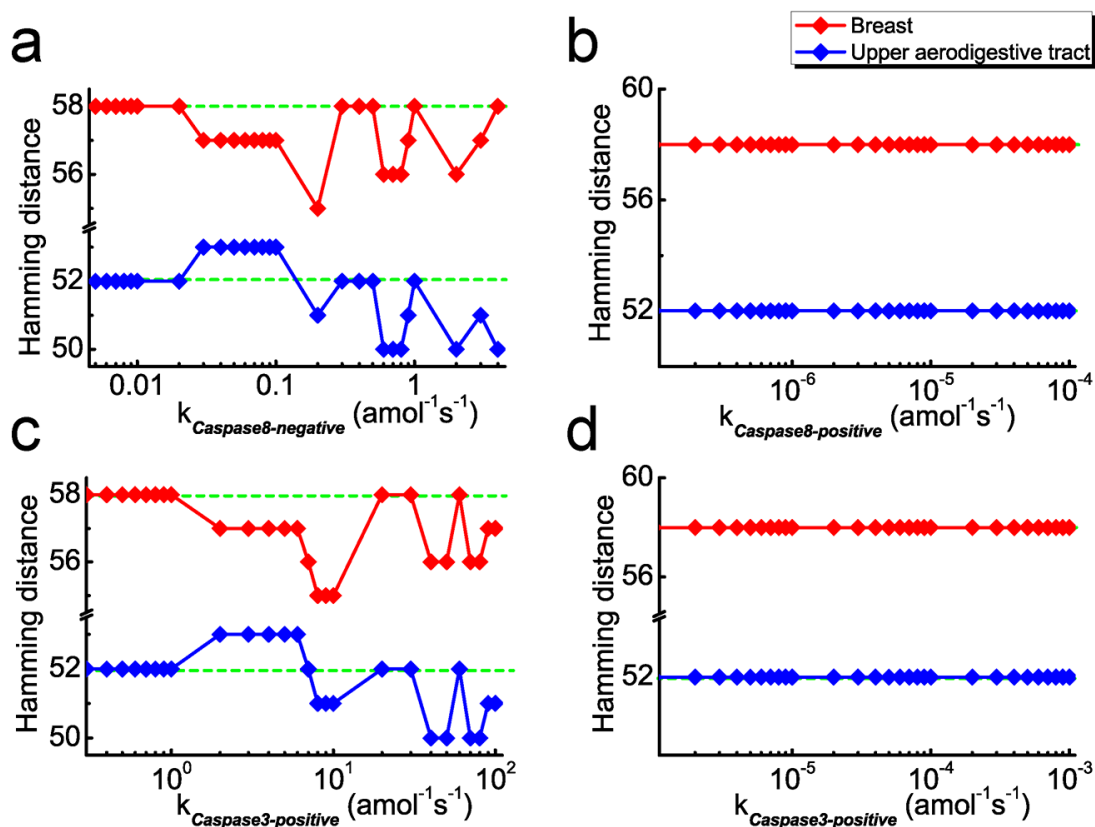 a
b
Breast
Upper aerodigestive tract
Hamming distance
58
56
52
50
0.01
0.1
1
k_Caspase8-negative (amol⁻¹s⁻¹)
Hamming distance
60
56
52
10⁻⁶
10⁻⁵
10⁻⁴
k_Caspase8-positive (amol⁻¹s⁻¹)
c
d
Hamming distance
58
56
52
50
10⁰
10¹
10²
k_Caspase3-positive (amol⁻¹s⁻¹)
Hamming distance
60
56
52
10⁻⁵
10⁻⁴
10⁻³
k_Caspase3-positive (amol⁻¹s⁻¹)